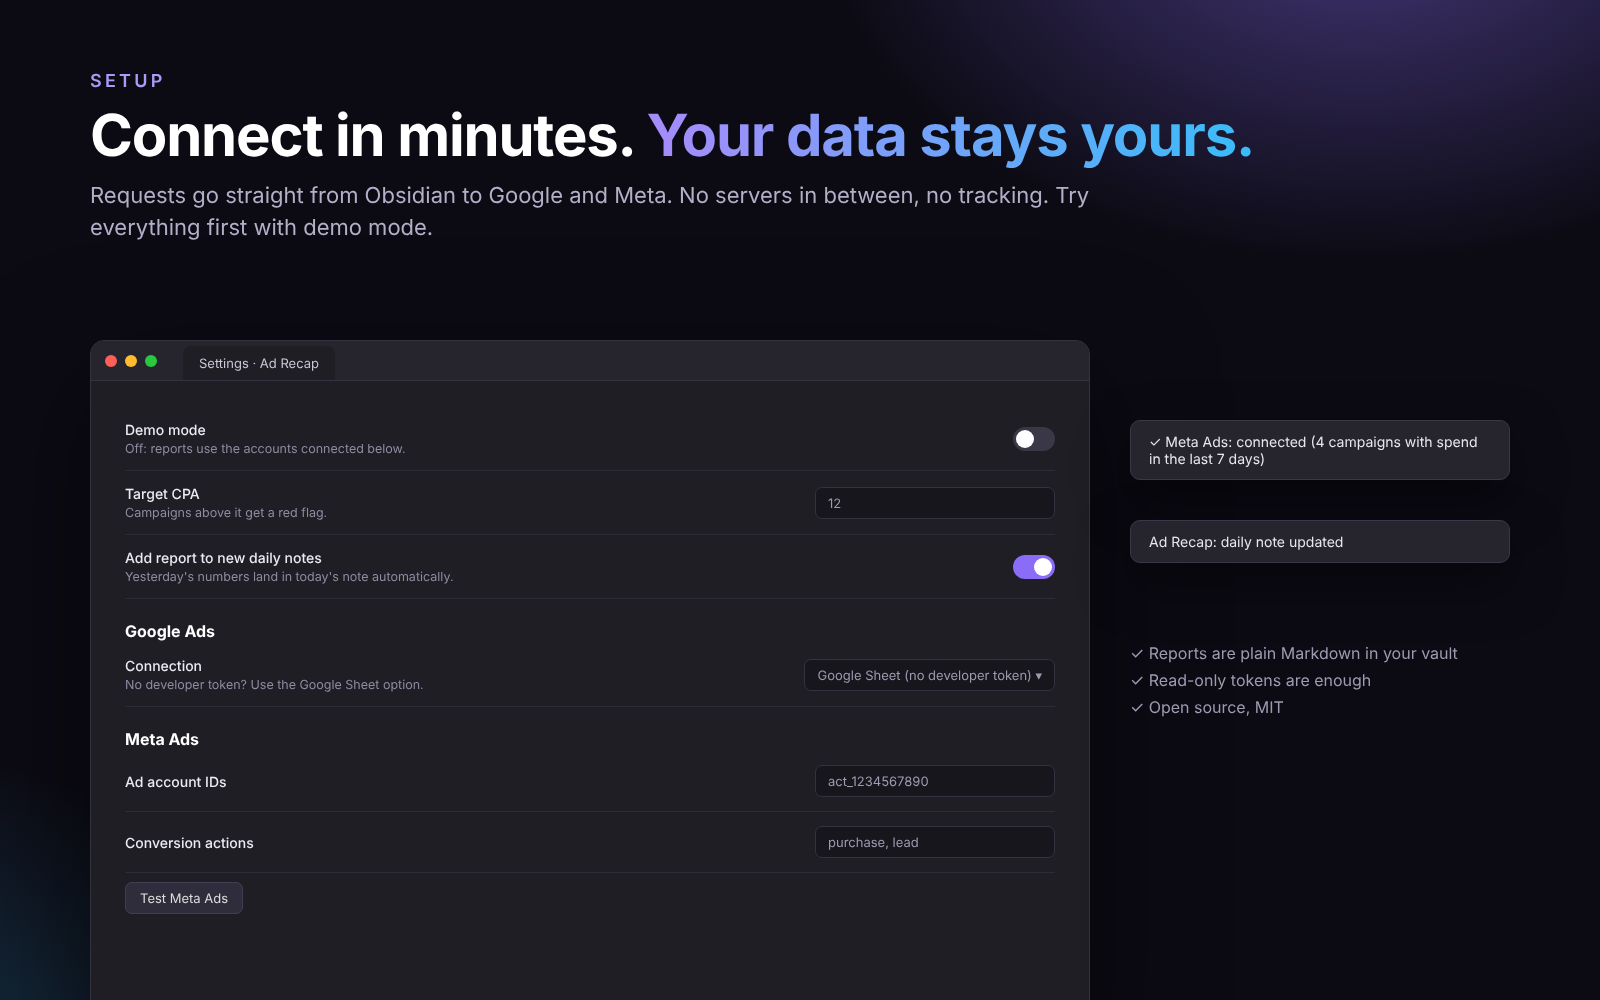 SETUP
Connect in minutes. Your data stays yours.
Requests go straight from Obsidian to Google and Meta. No servers in between, no tracking. Try
everything first with demo mode.
Settings · Ad Recap
Demo mode
Off: reports use the accounts connected below.
Target CPA
Campaigns above it get a red flag.
12
Add report to new daily notes
Yesterday's numbers land in today's note automatically.
Google Ads
Connection
No developer token? Use the Google Sheet option.
Google Sheet (no developer token) ▾
Meta Ads
Ad account IDs
act_1234567890
Conversion actions
purchase, lead
Test Meta Ads
✓ Meta Ads: connected (4 campaigns with spend
in the last 7 days)
Ad Recap: daily note updated
✓ Reports are plain Markdown in your vault
✓ Read-only tokens are enough
✓ Open source, MIT